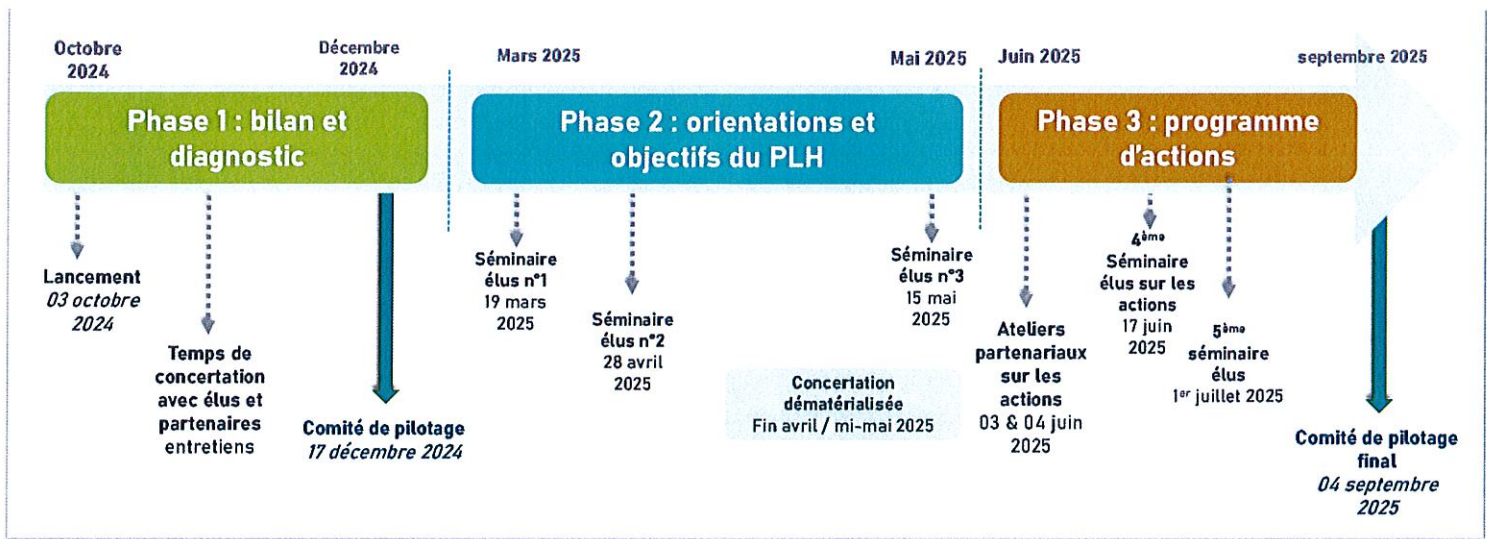 Octobre
2024
Décembre
2024
Mars 2025
Mai 2025
Juin 2025
septembre 2025
Phase 1 : bilan et
diagnostic
Phase 2 : orientations et
objectifs du PLH
Phase 3 : programme
d'actions
Lancement
03 octobre
2024
Temps de
concertation
avec élus et
partenaires
entretiens
Comité de pilotage
17 décembre 2024
Séminaire
élus n°1
19 mars
2025
Séminaire
élus n°2
28 avril
2025
Concertation
dématérialisée
Fin avril / mi-mai 2025
Séminaire
élus n°3
15 mai
2025
Ateliers
partenariaux
sur les
actions
03 & 04 juin
2025
4ème
Séminaire
élus sur les
actions
17 juin
2025
5ème
séminaire
élus
1er juillet 2025
Comité de pilotage
final
04 septembre
2025